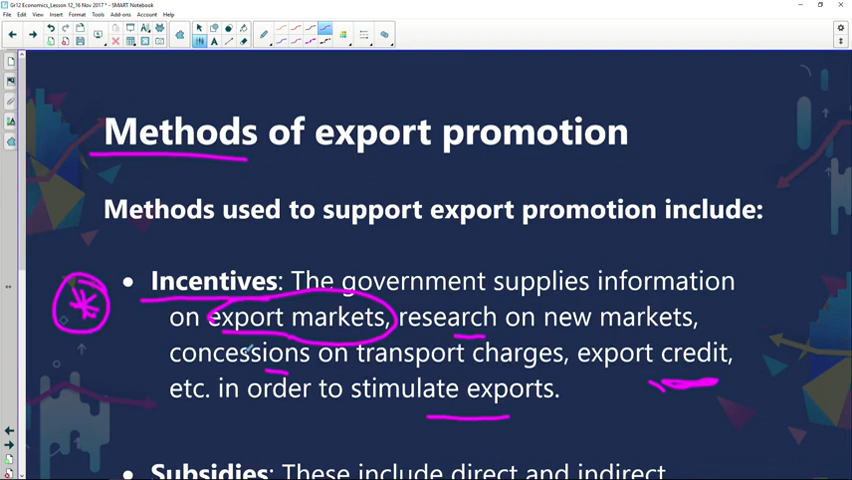 Gr12 Economics_Lesson 12_16 Nov 2017 * - SMART Notebook
File Edit View Insert Format Tools Add-ons Account Help
Methods of export promotion
Methods used to support export promotion include:
• Incentives: The government supplies information
on export markets, research on new markets,
concessions on transport charges, export credit,
etc. in order to stimulate exports.
• Subsidies: These include direct and indirect